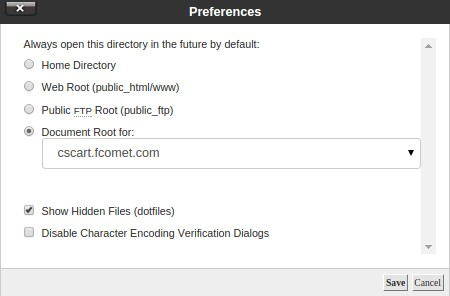 Preferences
Always open this directory in the future by default:
Home Directory
Web Root (public_html/www)
Public FTP Root (public_ftp)
Document Root for:
cscart.fcomet.com
Show Hidden Files (dotfiles)
Disable Character Encoding Verification Dialogs
Save Cancel